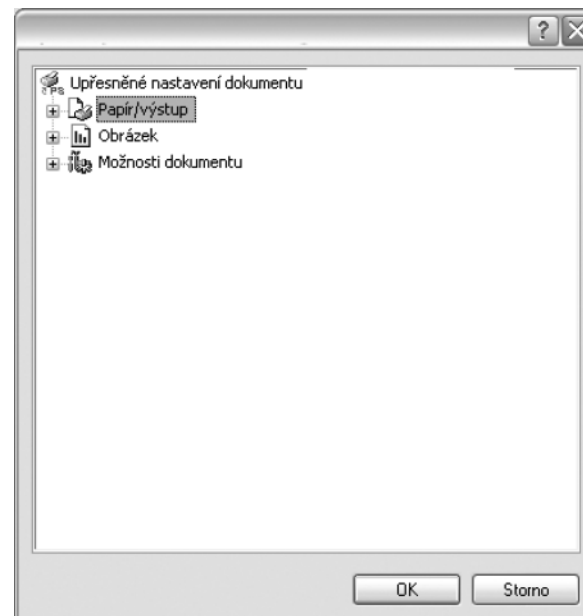 Upřesněné nastavení dokumentu
Papír/výstup
Obrázek
Možnosti dokumentu
OK Storno